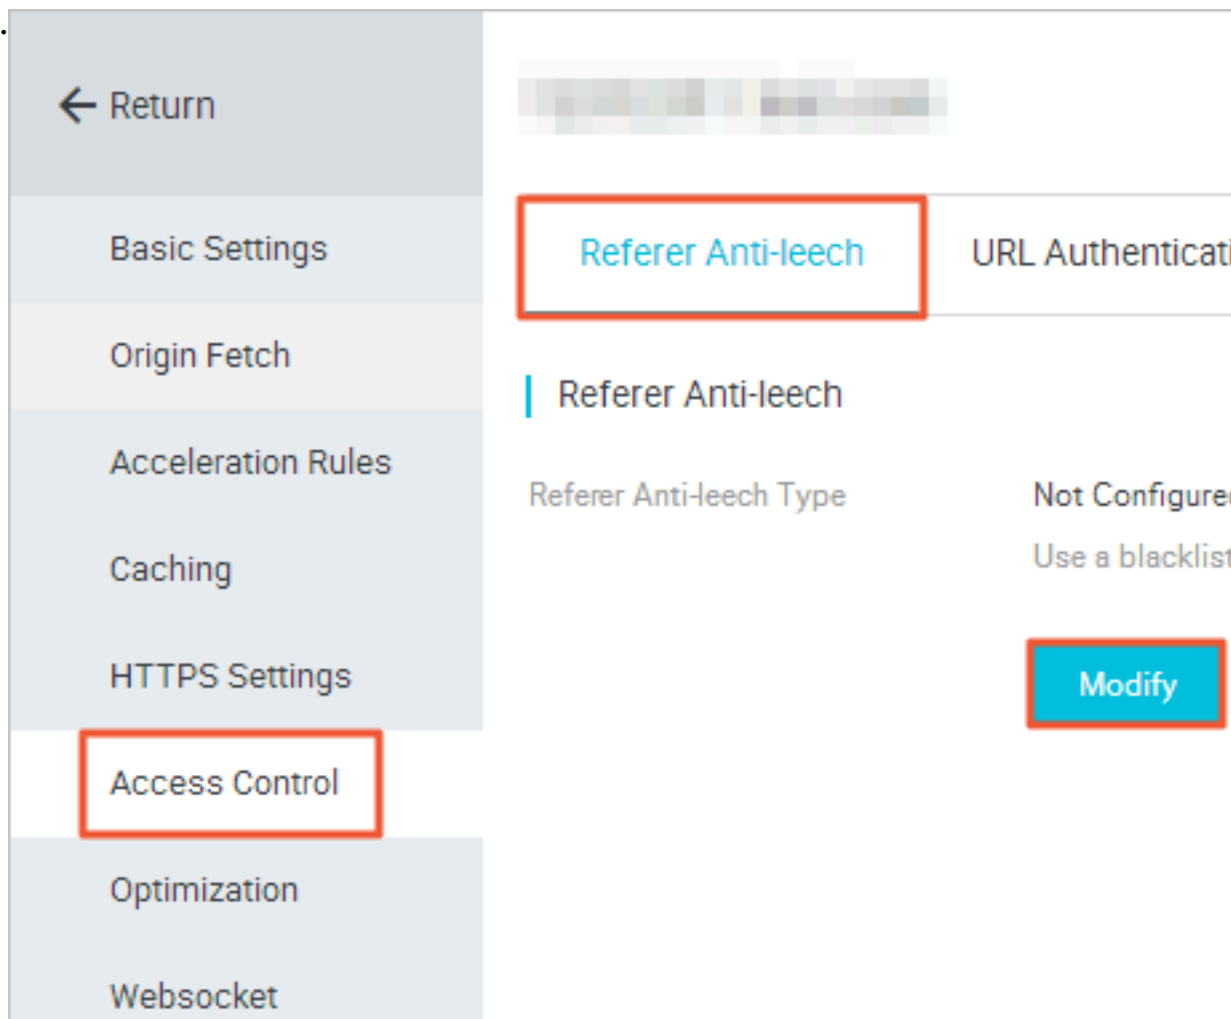 Return
Basic Settings
Origin Fetch
Acceleration Rules
Caching
HTTPS Settings
Access Control
Optimization
Websocket
Referer Anti-leech
URL Authenticati
Referer Anti-leech
Referer Anti-leech Type
Not Configured
Use a blacklist
Modify